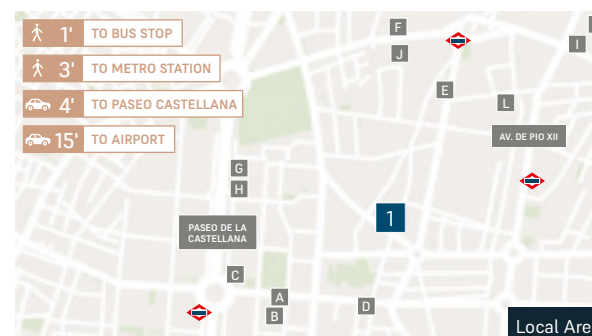 1' TO BUS STOP
3' TO METRO STATION
4' TO PASEO CASTELLANA
15' TO AIRPORT
F
I
J
E
L
AV. DE PIO XII
G
H
1
PASEO DE LA
CASTELLANA
C
A
D
B
Local Are